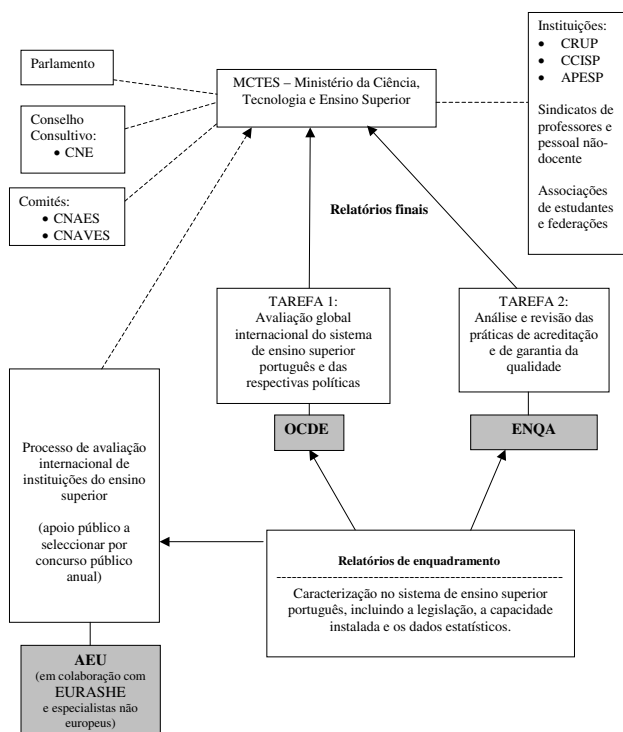 Parlamento
Conselho
Consultivo:
• CNE
Comités:
• CNAES
• CNAVES
MCTES – Ministério da Ciência,
Tecnologia e Ensino Superior
Instituições:
• CRUP
• CCISP
• APESP
Sindicatos de
professores e
pessoal não-
docente
Associações
de estudantes
e federações
Relatórios finais
TAREFA 1:
Avaliação global
internacional do sistema
de ensino superior
português e das
respectivas políticas
OCDE
TAREFA 2:
Análise e revisão das
práticas de acreditação
e de garantia da
qualidade
ENQA
Processo de avaliação
internacional de
instituições do ensino
superior
(apoio público a
seleccionar por
concurso público
anual)
AEU
(em colaboração com
EURASHE
e especialistas não
europeus)
Relatórios de enquadramento
Caracterização no sistema de ensino superior
português, incluindo a legislação, a capacidade
instalada e os dados estatísticos.